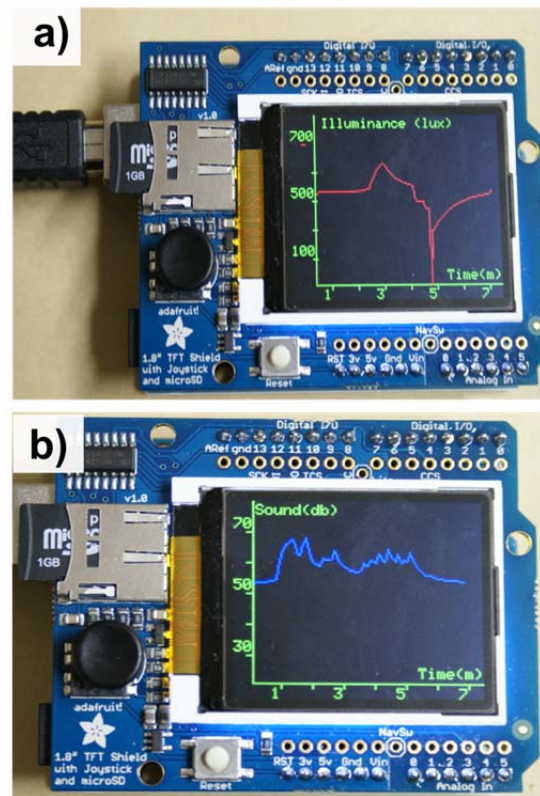 a)
Digital I/O
Digital I/O,
ARef gnd 13 12 11 10 9 8
7 6 5 4 3 2 1 0
SCK
ICS
CCS
v1.0
Micro
1GB
adafruit!
1.8" TFT Shield
with Joystick
and microSD
Reset
Illuminance (lux)
700
500
100
Time(m)
1 3 5 7
NavSw
RST 3v 5v Gnd Vin
0 1 2 3 4 5
Analog In
b)
Digital I/O
Digital I/O,
ARef gnd 13 12 11 10 9 8
7 6 5 4 3 2 1 0
SCK
ICS
CCS
v1.0
1GB
adafruit!
1.8" TFT Shield
with Joystick
and microSD
Reset
Sound(db)
70
50
30
Time(m)
1 3 5 7
NavSw
RST 3v 5v Gnd Vin
0 1 2 3 4 5
Analog In